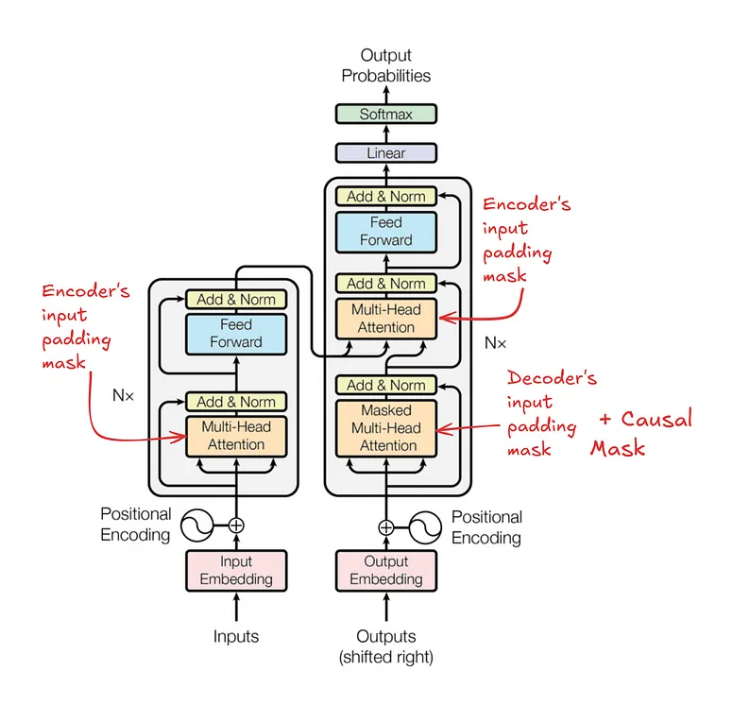 Output
Probabilities
Softmax
Linear
Add & Norm
Feed
Forward
Add & Norm
Multi-Head
Attention
Add & Norm
Masked
Multi-Head
Attention
Nx
Encoder's
input
padding
mask
Decoder's
input
padding
mask
+ Causal
Mask
Encoder's
input
padding
mask
Nx
Add & Norm
Feed
Forward
Add & Norm
Multi-Head
Attention
Positional
Encoding
Positional
Encoding
Input
Embedding
Output
Embedding
Inputs
Outputs
(shifted right)